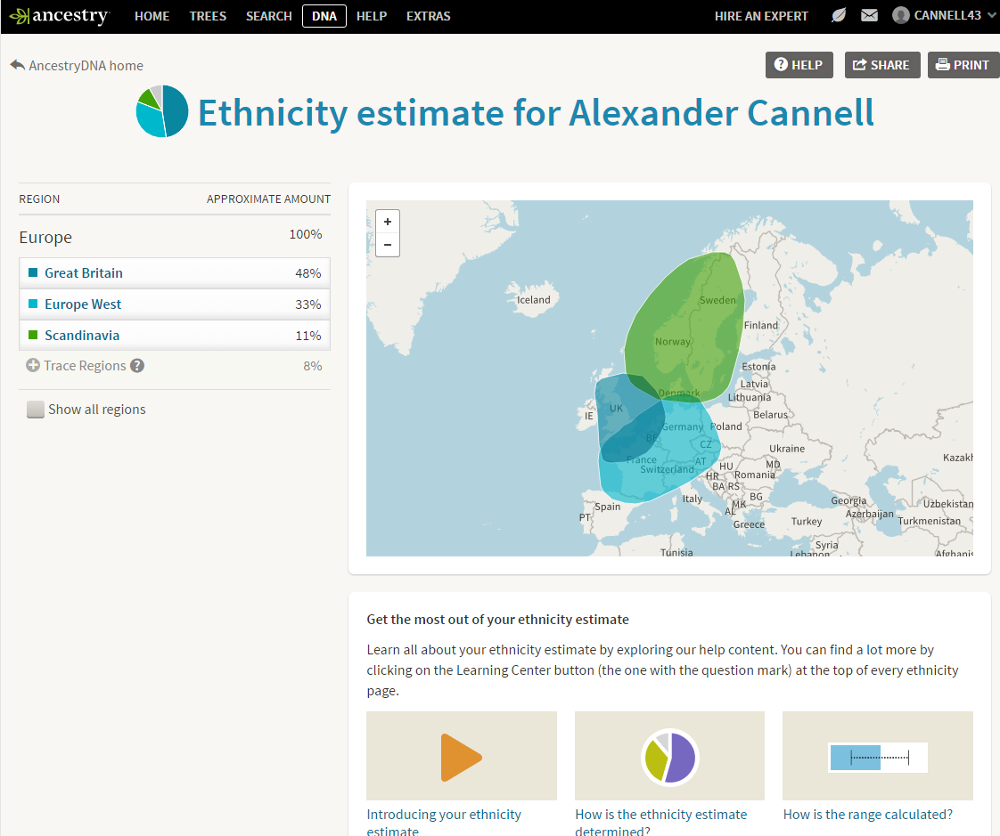 ancestry HOME TREES SEARCH DNA HELP EXTRAS HIRE AN EXPERT CANNELL43
AncestryDNA home ? HELP SHARE PRINT
Ethnicity estimate for Alexander Cannell
REGION APPROXIMATE AMOUNT
Europe 100%
Great Britain 48%
Europe West 33%
Scandinavia 11%
Trace Regions ? 8%
Show all regions
+
−
Iceland
Sweden
Finland
Norway
Estonia
Latvia
Denmark
Lithuania
UK
IE
Belarus
Germany
Poland
BE
CZ
Ukraine
France
AT
HU
MD
Kazakh
Switzerland
HR
Romania
BA RS
Italy
BG
Georgia
Uzbekistan
Spain
MK
AL
Azerbaijan
PT
Greece
Turkey
Turkmenistan
Syria
Tunisia
Lebanon
Afghanis
Get the most out of your ethnicity estimate
Learn all about your ethnicity estimate by exploring our help content. You can find a lot more by
clicking on the Learning Center button (the one with the question mark) at the top of every ethnicity
page.
Introducing your ethnicity
estimate
How is the ethnicity estimate
determined?
How is the range calculated?